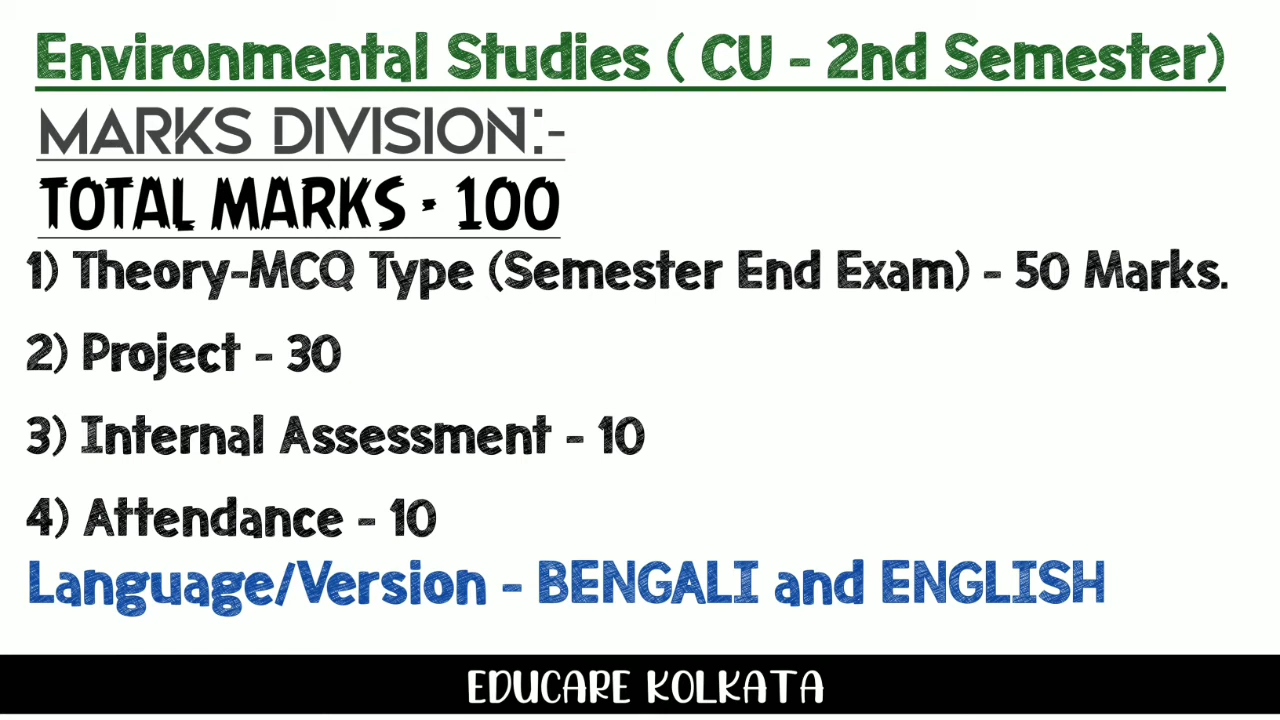 Environmental Studies ( CU - 2nd Semester)
MARKS DIVISION:-
TOTAL MARKS - 100
1) Theory-MCQ Type (Semester End Exam) - 50 Marks.
2) Project - 30
3) Internal Assessment - 10
4) Attendance - 10
Language/Version - BENGALI and ENGLISH
EDUCARE KOLKATA